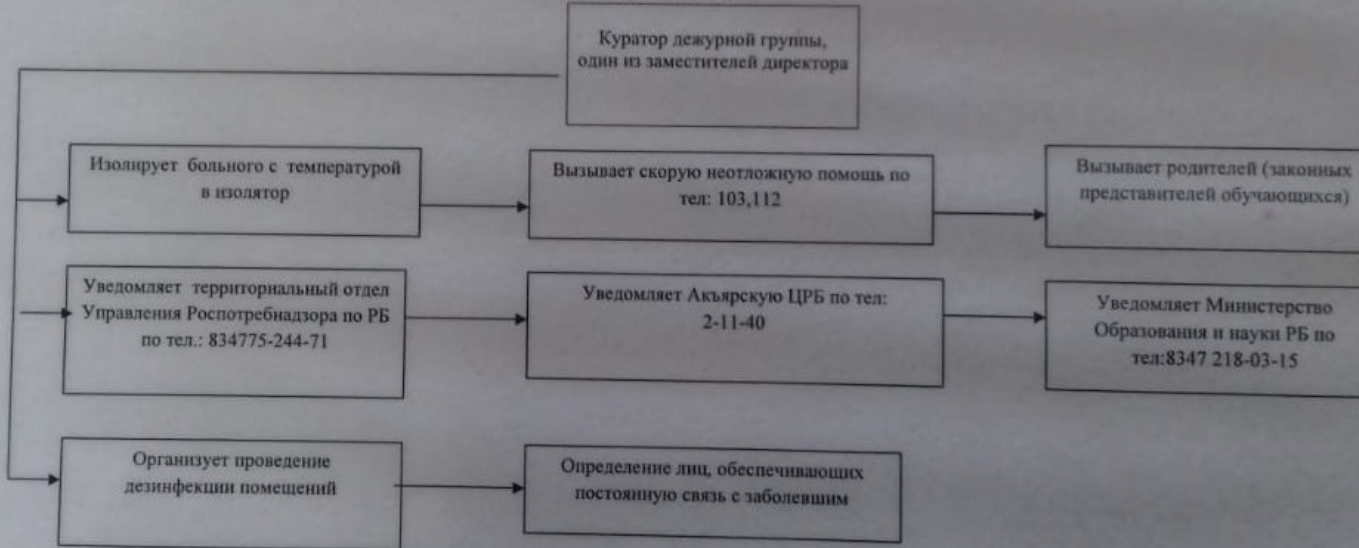 Куратор дежурной группы,
один из заместителей директора
Изолирует больного с температурой
в изолятор
Вызывает скорую неотложную помощь по
тел: 103,112
Вызывает родителей (законных
представителей обучающихся)
Уведомляет территориальный отдел
Управления Роспотребнадзора по РБ
по тел.: 834775-244-71
Уведомляет Акъярскую ЦРБ по тел:
2-11-40
Уведомляет Министерство
Образования и науки РБ по
тел:8347 218-03-15
Организует проведение
дезинфекции помещений
Определение лиц, обеспечивающих
постоянную связь с заболевшим